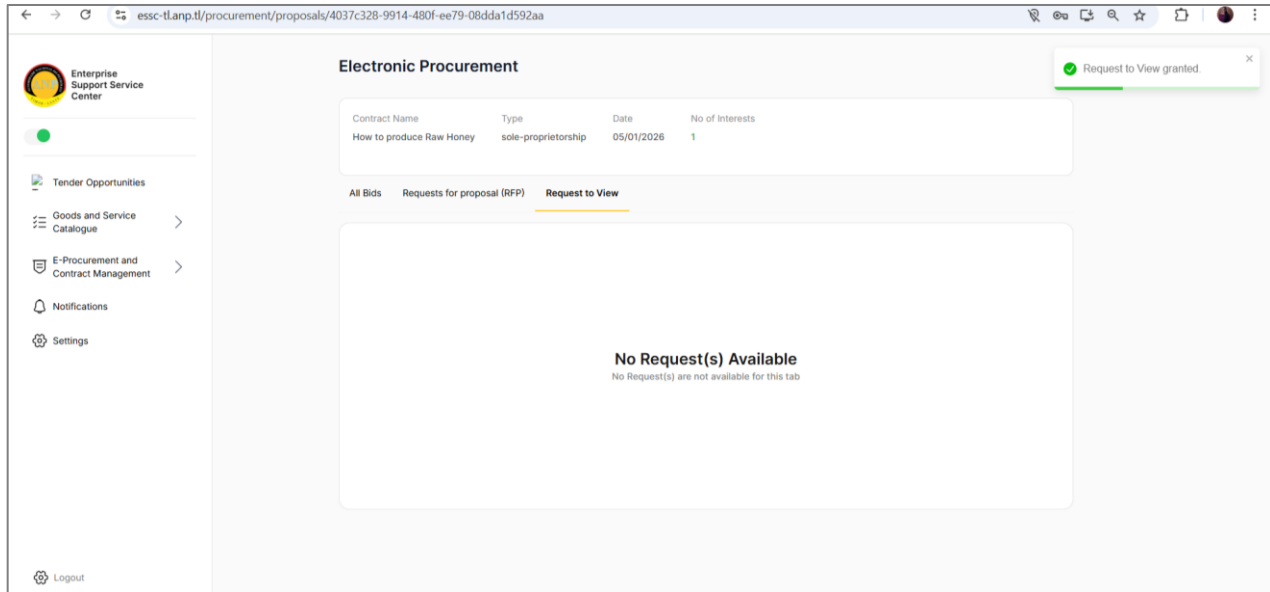 essc-tl.anp.tl/procurement/proposals/4037c328-9914-480f-ee79-08dda1d592aa
Enterprise
Support Service
Center
Electronic Procurement
Request to View granted.
Contract Name Type Date No of Interests
How to produce Raw Honey sole-proprietorship 05/01/2026 1
Tender Opportunities
All Bids Requests for proposal (RFP) Request to View
Goods and Service
Catalogue
E-Procurement and
Contract Management
Notifications
Settings
No Request(s) Available
No Request(s) are not available for this tab
Logout